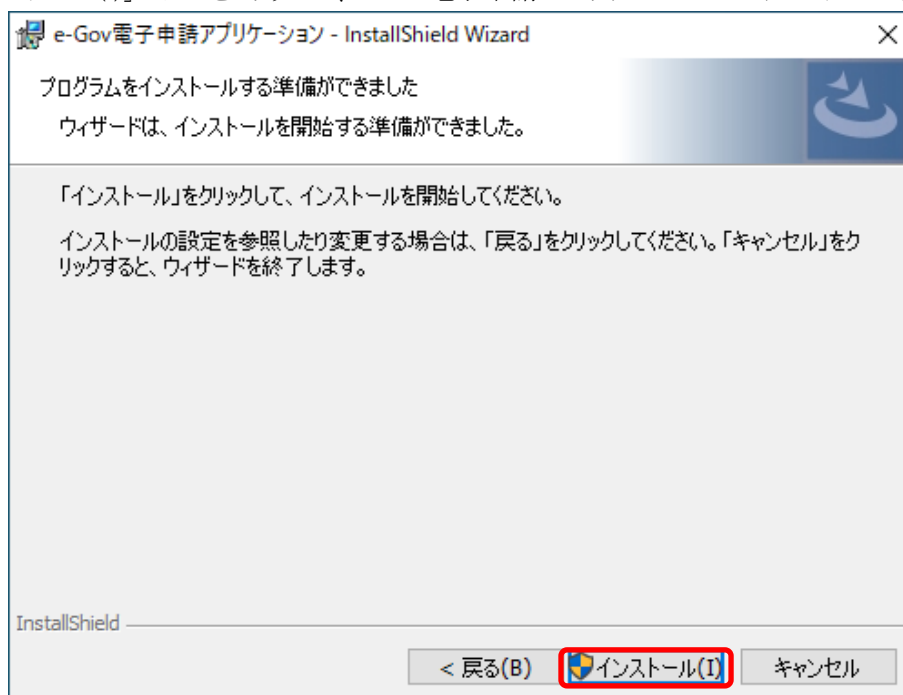 e-Gov電子申請アプリケーション - InstallShield Wizard
プログラムをインストールする準備ができました
ウィザードは、インストールを開始する準備ができました。
「インストール」をクリックして、インストールを開始してください。
インストールの設定を参照したり変更する場合は、「戻る」をクリックしてください。「キャンセル」をク
リックすると、ウィザードを終了します。
InstallShield
< 戻る(B)
インストール(I)
キャンセル